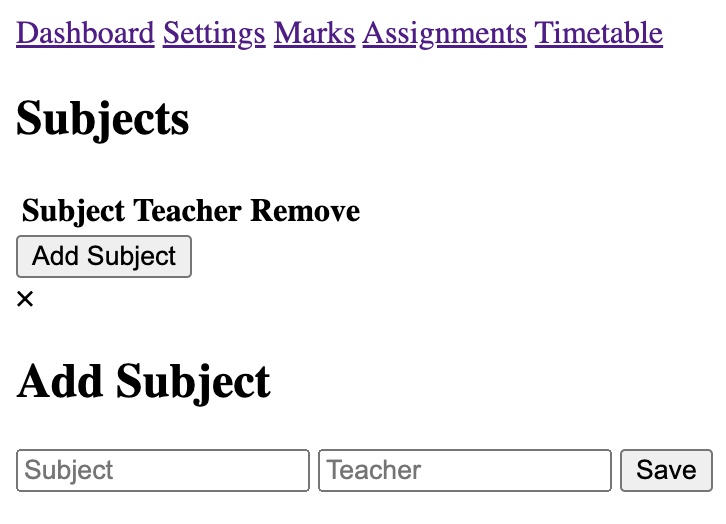 Dashboard Settings Marks Assignments Timetable
Subjects
Subject Teacher Remove
Add Subject
×
Add Subject
Subject Teacher Save